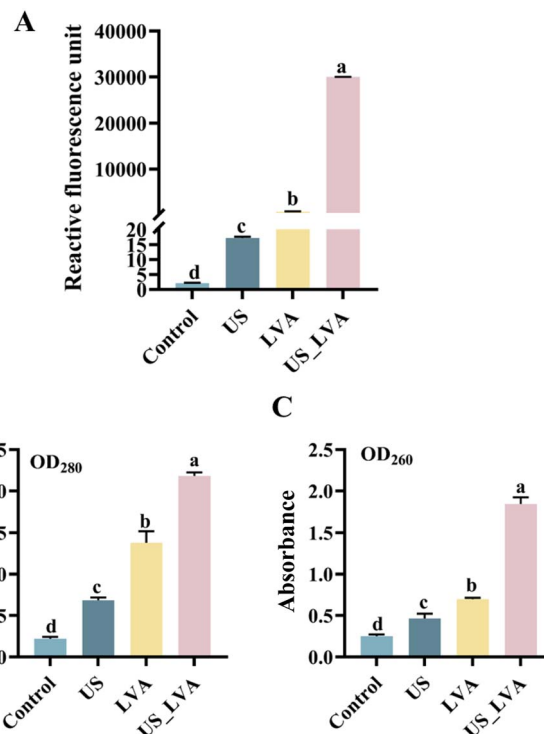 A
Reactive fluorescence unit
40000
30000
20000
10000
20
15
10
5
0
d
c
b
a
Control
US
LVA
US_LVA
OD280
d
c
b
a
Control
US
LVA
US_LVA
C
OD260
Absorbance
2.5
2.0
1.5
1.0
0.5
0.0
d
c
b
a
Control
US
LVA
US_LVA